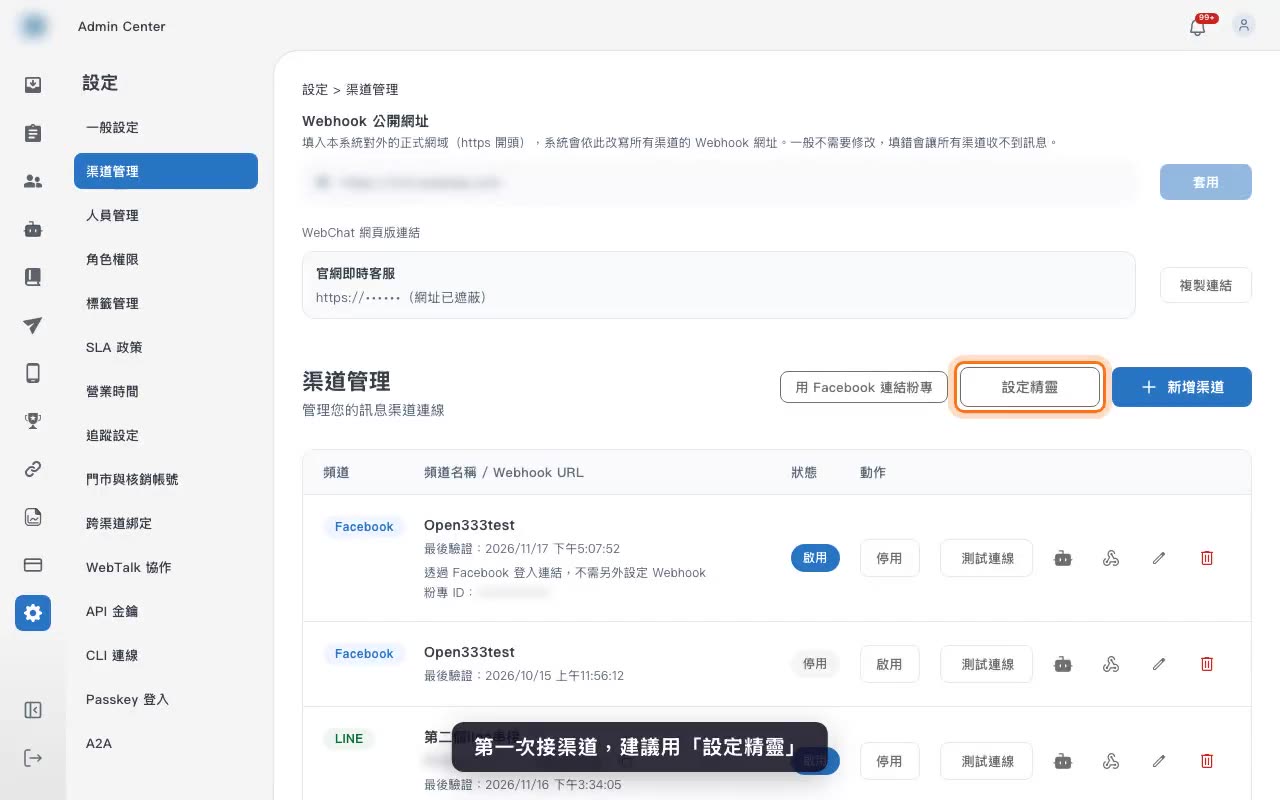 Admin Center
99+
設定
一般設定
渠道管理
人員管理
角色權限
標籤管理
SLA 政策
營業時間
追蹤設定
門市與核銷帳號
跨渠道綁定
WebTalk 協作
API 金鑰
CLI 連線
Passkey 登入
A2A
設定 > 渠道管理
Webhook 公開網址
填入本系統對外的正式網域（https 開頭），系統會依此改寫所有渠道的 Webhook 網址。一般不需要修改，填錯會讓所有渠道收不到訊息。
套用
WebChat 網頁版連結
官網即時客服
https://••••••（網址已遮蔽）
複製連結
渠道管理
管理您的訊息渠道連線
用 Facebook 連結粉專
設定精靈
＋ 新增渠道
頻道 頻道名稱 / Webhook URL 狀態 動作
Facebook
Open333test
最後驗證：2026/11/17 下午5:07:52
透過 Facebook 登入連結，不需另外設定 Webhook
粉專 ID：
啟用
停用
測試連線
Facebook
Open333test
最後驗證：2026/10/15 上午11:56:12
停用
啟用
測試連線
LINE
第二個
最後驗證：2026/11/16 下午3:34:05
啟用
停用
測試連線
第一次接渠道，建議用「設定精靈」